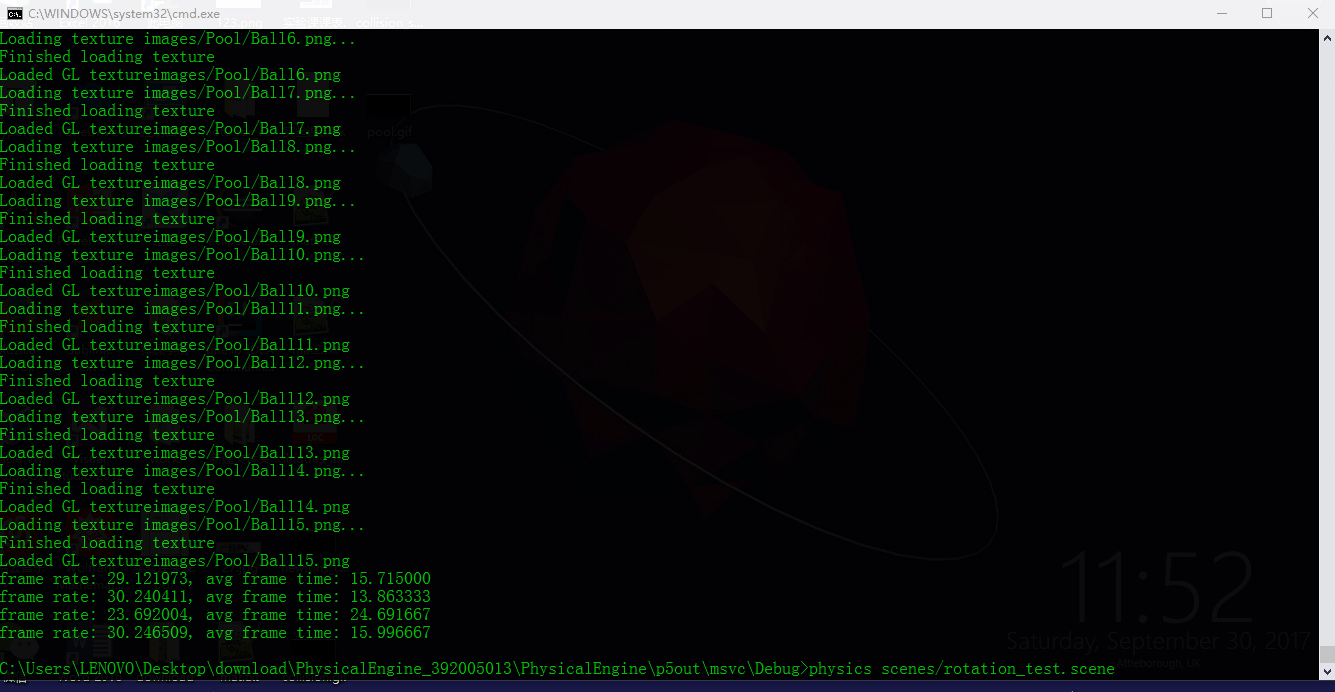 C:\WINDOWS\system32\cmd.exe
Loading texture images/Pool/Ball6.png...
Finished loading texture
Loaded GL textureimages/Pool/Ball6.png
Loading texture images/Pool/Ball7.png...
Finished loading texture
Loaded GL textureimages/Pool/Ball7.png
Loading texture images/Pool/Ball8.png...
Finished loading texture
Loaded GL textureimages/Pool/Ball8.png
Loading texture images/Pool/Ball9.png...
Finished loading texture
Loaded GL textureimages/Pool/Ball9.png
Loading texture images/Pool/Ball10.png...
Finished loading texture
Loaded GL textureimages/Pool/Ball10.png
Loading texture images/Pool/Ball11.png...
Finished loading texture
Loaded GL textureimages/Pool/Ball11.png
Loading texture images/Pool/Ball12.png...
Finished loading texture
Loaded GL textureimages/Pool/Ball12.png
Loading texture images/Pool/Ball13.png...
Finished loading texture
Loaded GL textureimages/Pool/Ball13.png
Loading texture images/Pool/Ball14.png...
Finished loading texture
Loaded GL textureimages/Pool/Ball14.png
Loading texture images/Pool/Ball15.png...
Finished loading texture
Loaded GL textureimages/Pool/Ball15.png
frame rate: 29.121973, avg frame time: 15.715000
frame rate: 30.240411, avg frame time: 13.863333
frame rate: 23.692004, avg frame time: 24.691667
frame rate: 30.246509, avg frame time: 15.996667
C:\Users\LENOVO\Desktop\download\PhysicalEngine_392005013\PhysicalEngine\p5out\msvc\Debug>physics scenes/rotation_test.scene
pool.gif
11:52
Saturday, September 30, 2017
Attleborough, UK